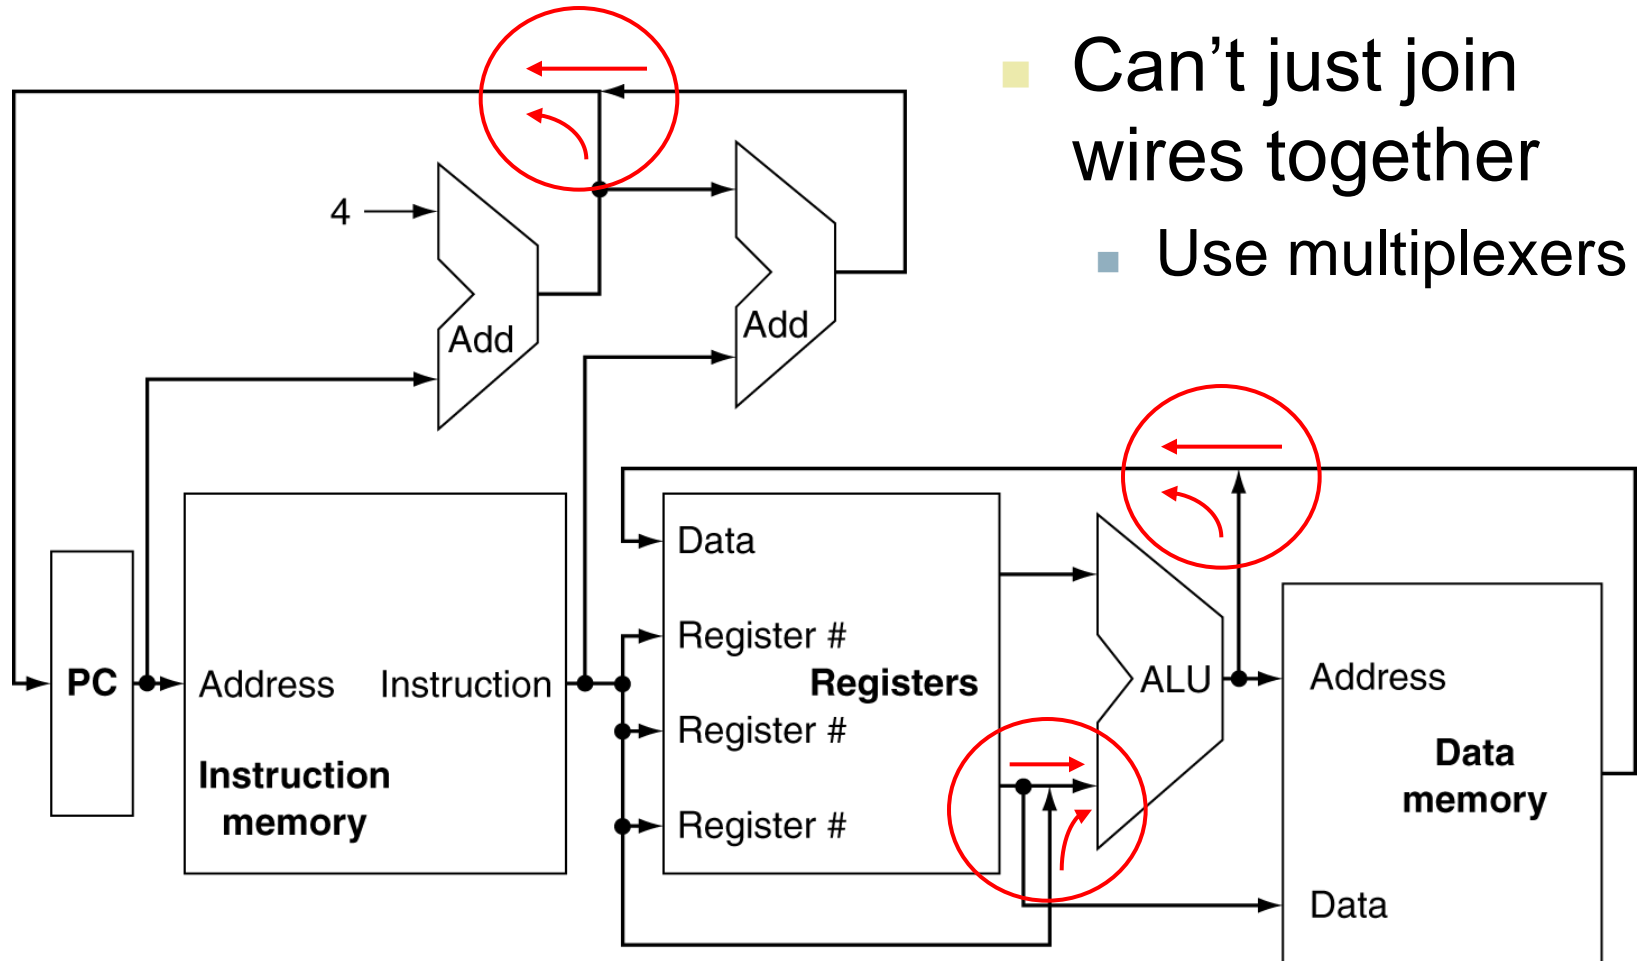 Can’t just join
wires together
Use multiplexers
4
Add
Add
PC
Address
Instruction
Instruction
memory
Data
Register #
Registers
Register #
Register #
ALU
Address
Data
memory
Data